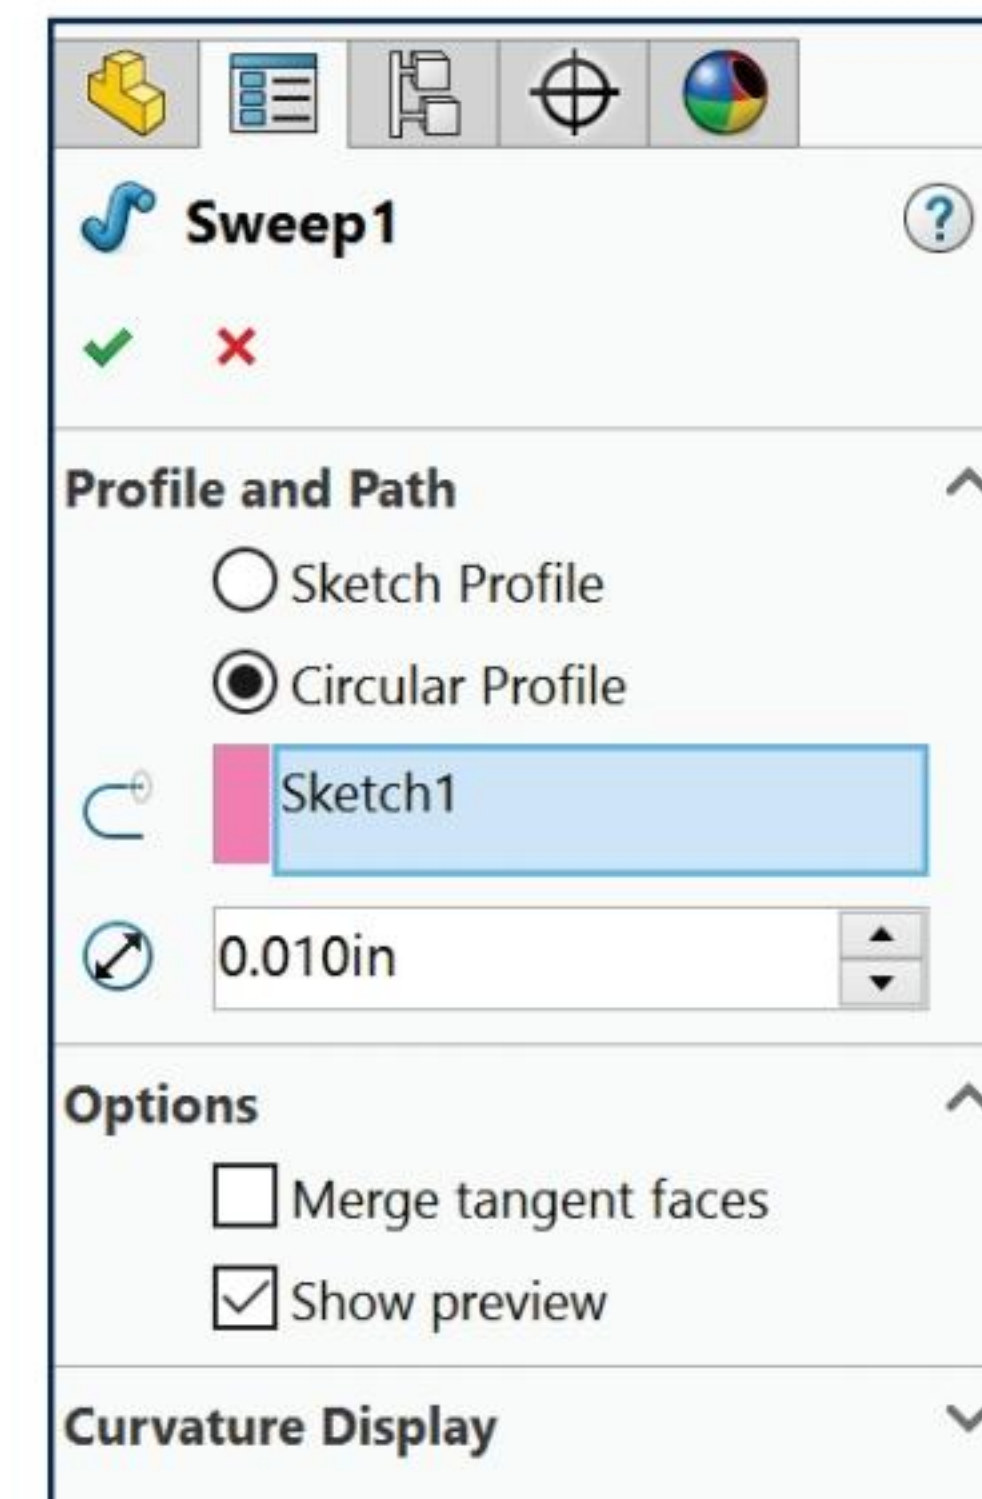 Sweep1
?
Profile and Path
Sketch Profile
Circular Profile
Sketch1
0.010in
Options
Merge tangent faces
Show preview
Curvature Display